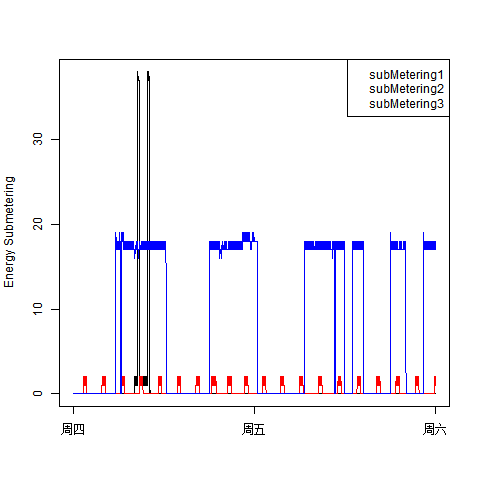 subMetering1
subMetering2
subMetering3
Energy Submetering
30
20
10
0
周四 周五 周六